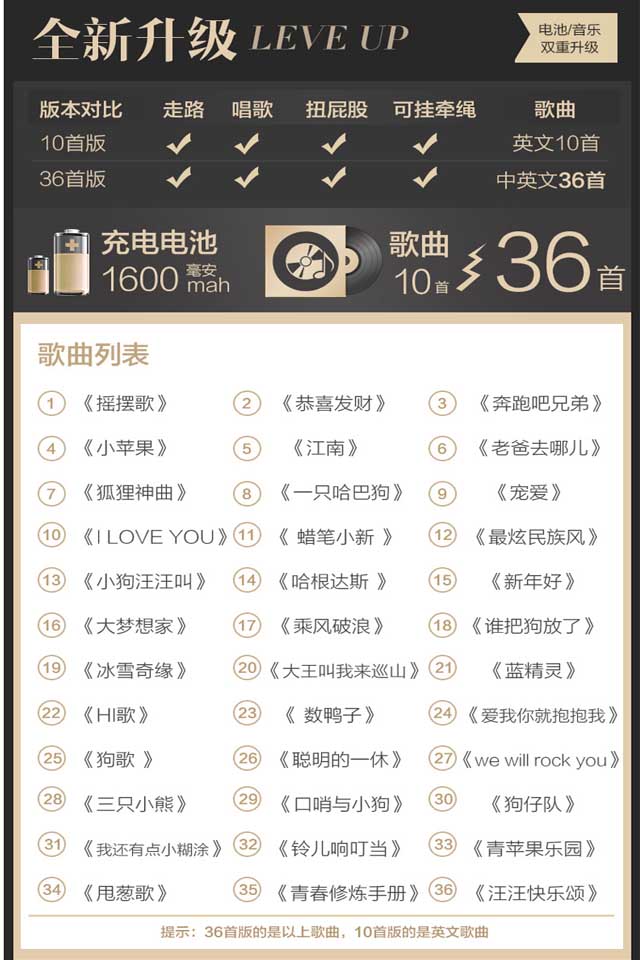 全新升级 LEVE UP
电池/音乐
双重升级
版本对比 走路 唱歌 扭屁股 可挂牵绳 歌曲
10首版 英文10首
36首版 中英文36首
充电电池
1600 毫安 mah
歌曲
10首 36首
歌曲列表
1 《摇摆歌》 2 《恭喜发财》 3 《奔跑吧兄弟》
4 《小苹果》 5 《江南》 6 《老爸去哪儿》
7 《狐狸神曲》 8 《一只哈巴狗》 9 《宠爱》
10 《I LOVE YOU》 11 《 蜡笔小新 》 12 《最炫民族风》
13 《小狗汪汪叫》 14 《哈根达斯 》 15 《新年好》
16 《大梦想家》 17 《乘风破浪》 18 《谁把狗放了》
19 《冰雪奇缘》 20 《大王叫我来巡山》 21 《蓝精灵》
22 《HI歌》 23 《 数鸭子》 24 《爱我你就抱抱我》
25 《狗歌 》 26 《聪明的一休》 27 《we will rock you》
28 《三只小熊》 29 《口哨与小狗》 30 《狗仔队》
31 《我还有点小糊涂》 32 《铃儿响叮当》 33 《青苹果乐园》
34 《甩葱歌》 35 《青春修炼手册》 36 《汪汪快乐颂》
提示：36首版的是以上歌曲，10首版的是英文歌曲